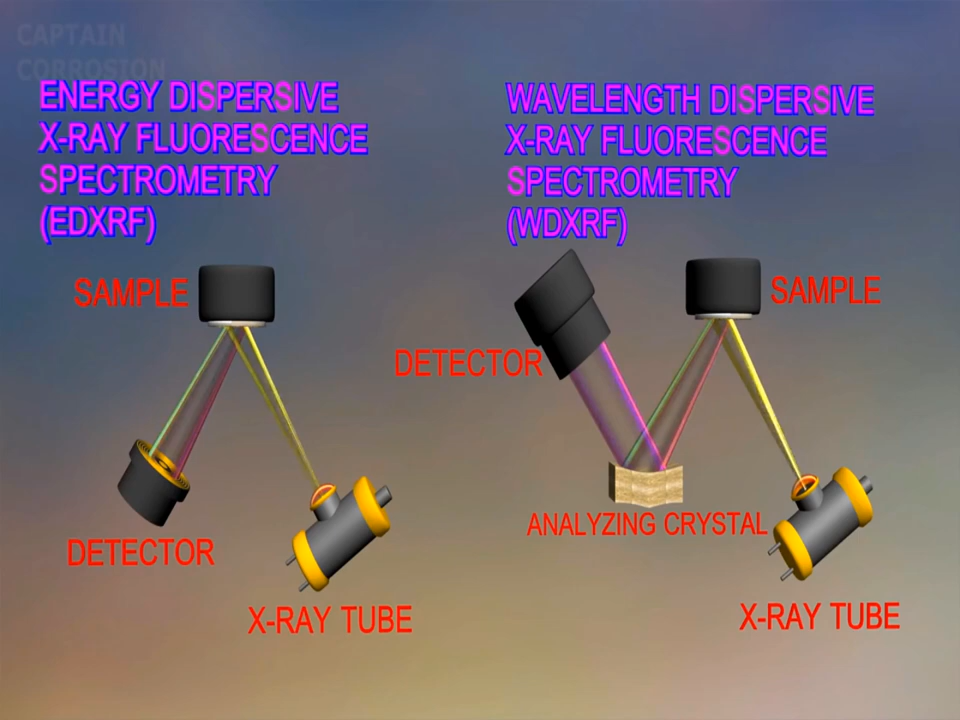 CAPTAIN
CORROSION
ENERGY DISPERSIVE
X-RAY FLUORESCENCE
SPECTROMETRY
(EDXRF)
SAMPLE
DETECTOR
X-RAY TUBE
WAVELENGTH DISPERSIVE
X-RAY FLUORESCENCE
SPECTROMETRY
(WDXRF)
SAMPLE
DETECTOR
ANALYZING CRYSTAL
X-RAY TUBE